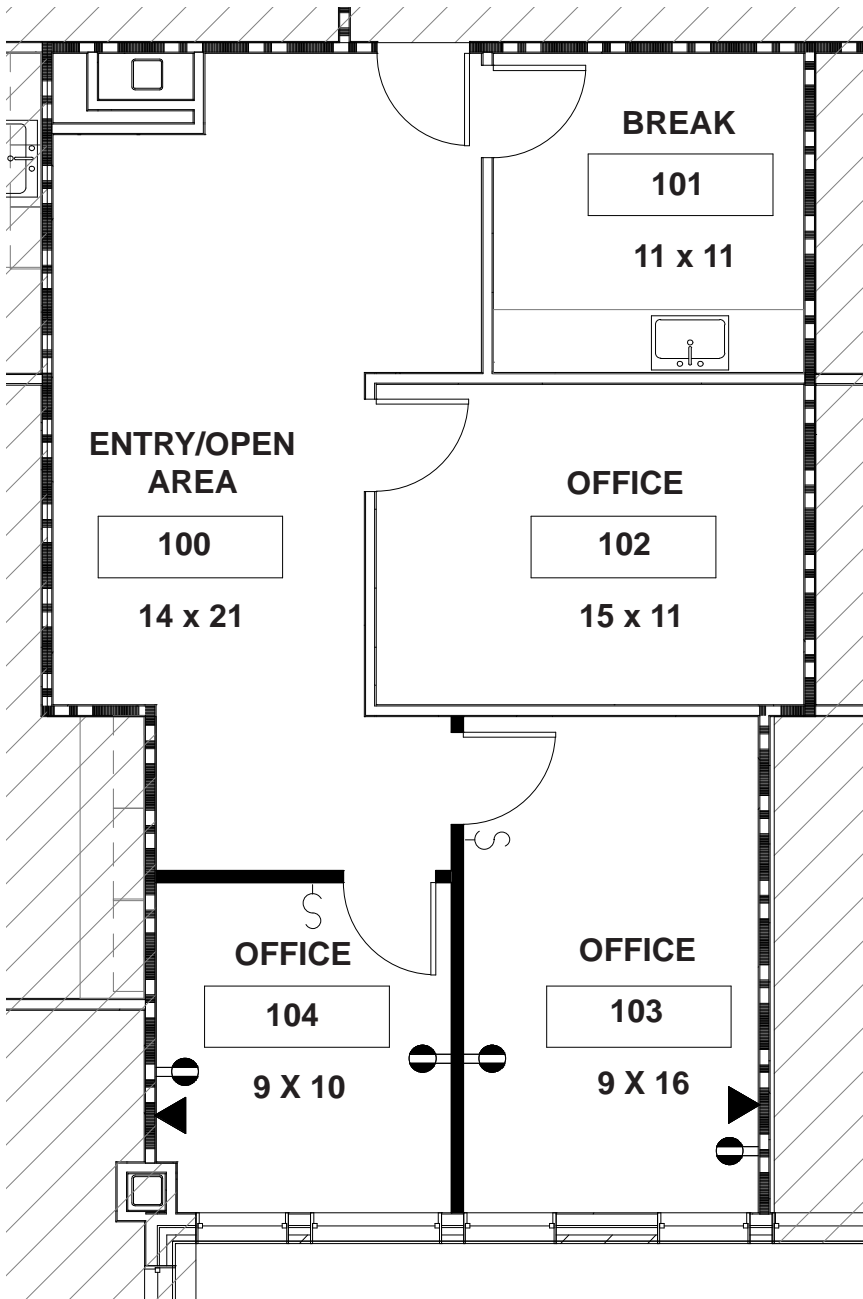 BREAK
101
11 x 11
ENTRY/OPEN
AREA
100
14 x 21
OFFICE
102
15 x 11
S
S
OFFICE
104
9 X 10
OFFICE
103
9 X 16